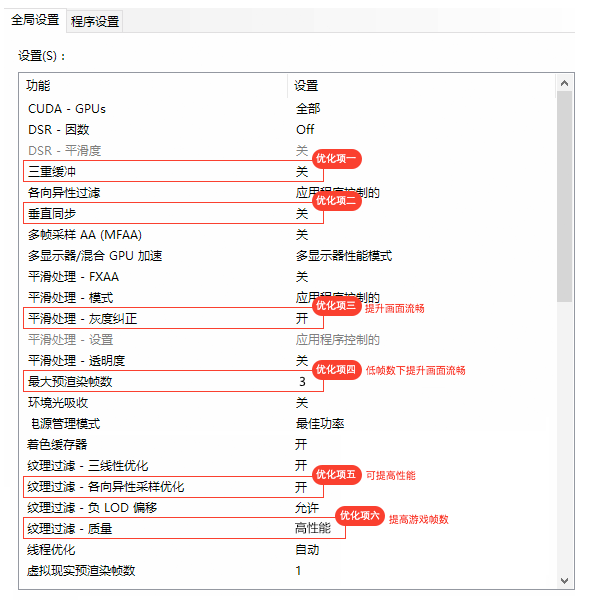 全局设置 程序设置
设置(S)：
功能 设置
CUDA - GPUs 全部
DSR - 因数 Off
DSR - 平滑度 关
优化项一
三重缓冲 关
各向异性过滤 应用程序控制的
优化项二
垂直同步 关
多帧采样 AA (MFAA) 关
多显示器/混合 GPU 加速 多显示器性能模式
平滑处理 - FXAA 关
平滑处理 - 模式 应用程序控制的
优化项三 提升画面流畅
平滑处理 - 灰度纠正 开
平滑处理 - 设置 应用程序控制的
平滑处理 - 透明度 关
优化项四 低帧数下提升画面流畅
最大预渲染帧数 3
环境光吸收 关
电源管理模式 最佳功率
着色缓存器 开
纹理过滤 - 三线性优化 开
优化项五 可提高性能
纹理过滤 - 各向异性采样优化 开
纹理过滤 - 负 LOD 偏移 允许
优化项六 提高游戏帧数
纹理过滤 - 质量 高性能
线程优化 自动
虚拟现实预渲染帧数 1